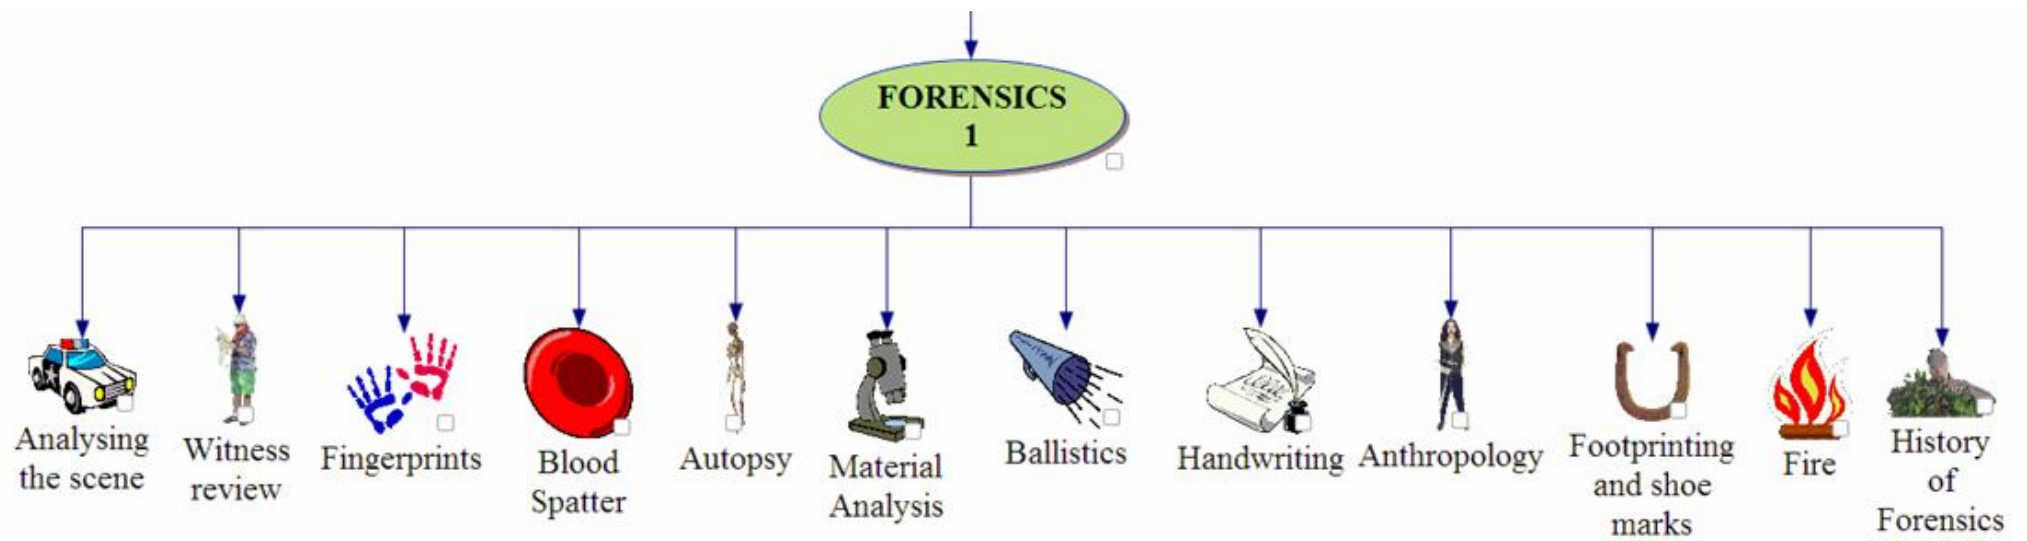 FORENSICS
1
Analysing
the scene
Witness
review
Fingerprints
Blood
Spatter
Autopsy
Material
Analysis
Ballistics
Handwriting
Anthropology
Footprinting
and shoe
marks
Fire
History
of
Forensics